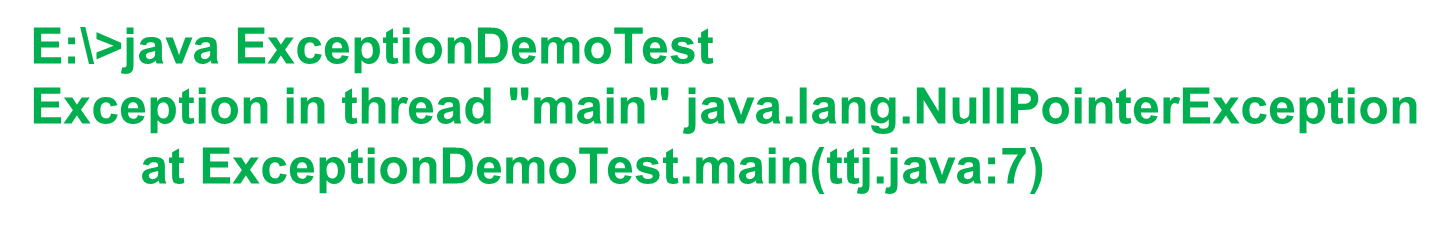 E:\>java ExceptionDemoTest
Exception in thread "main" java.lang.NullPointerException
at ExceptionDemoTest.main(ttj.java:7)